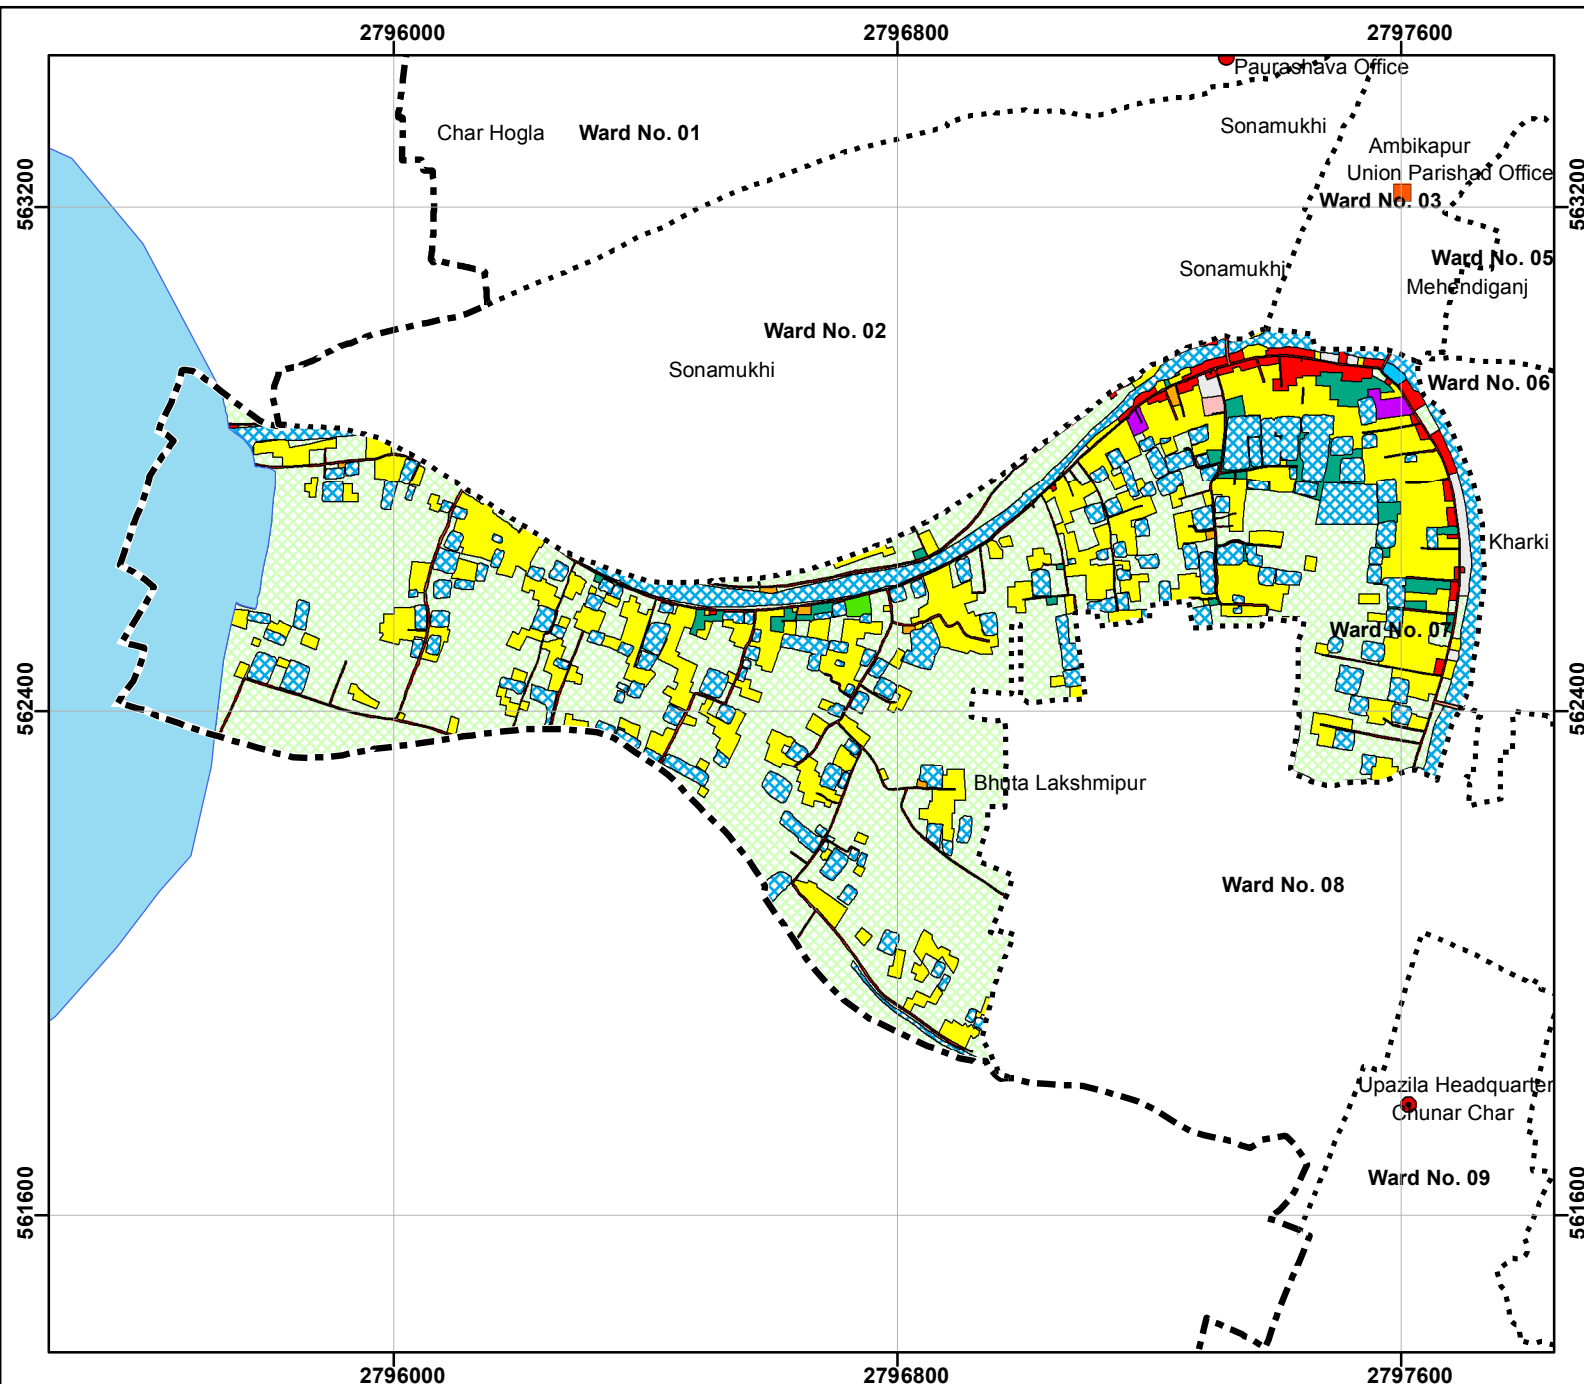 2796000 2796800 2797600
Paurashava Office
Char Hogla Ward No. 01
Sonamukhi
Ambikapur
Union Parishad Office
563200 563200
Ward No. 03
Ward No. 05
Sonamukhi
Mehendiganj
Ward No. 02
Sonamukhi
Ward No. 06
Kharki
Ward No. 07
562400 562400
Bhuta Lakshmipur
Ward No. 08
Upazila Headquarter
Chunar Char
Ward No. 09
561600 561600
2796000 2796800 2797600